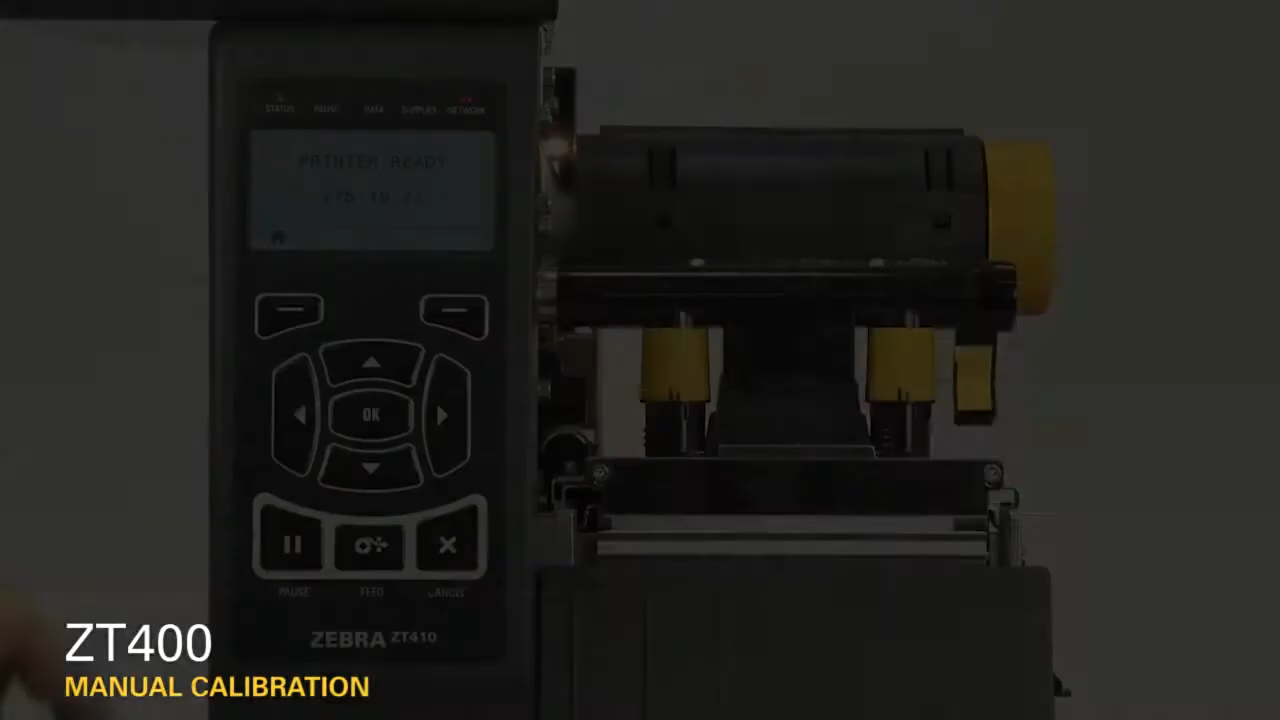 STATUS PAUSE DATA SUPPLIES NETWORK
PRINTER READY
OK
PAUSE FEED CANCEL
ZEBRA ZT410
ZT400
MANUAL CALIBRATION